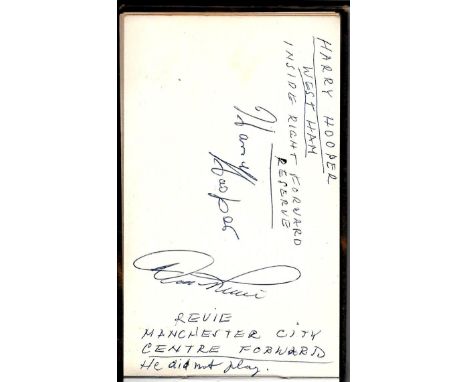 HARRY HOOPER
WEST HAM
INSIDE RIGHT FORWARD
RESERVE
Harry Hooper
Don Revie
REVIE
MANCHESTER CITY
CENTRE FORWARD
He did not play.